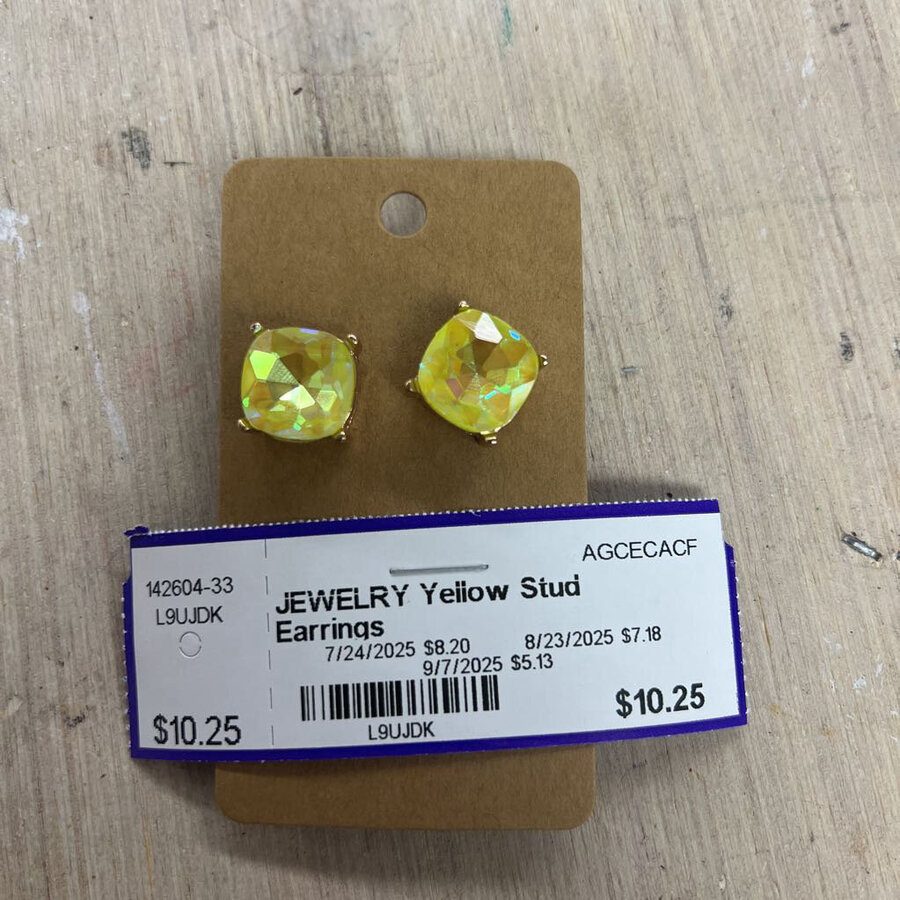 AGCECACF
142604-33
L9UJDK
JEWELRY Yellow Stud
Earrings
7/24/2025 $8.20 8/23/2025 $7.18
9/7/2025 $5.13
$10.25
$10.25
L9UJDK